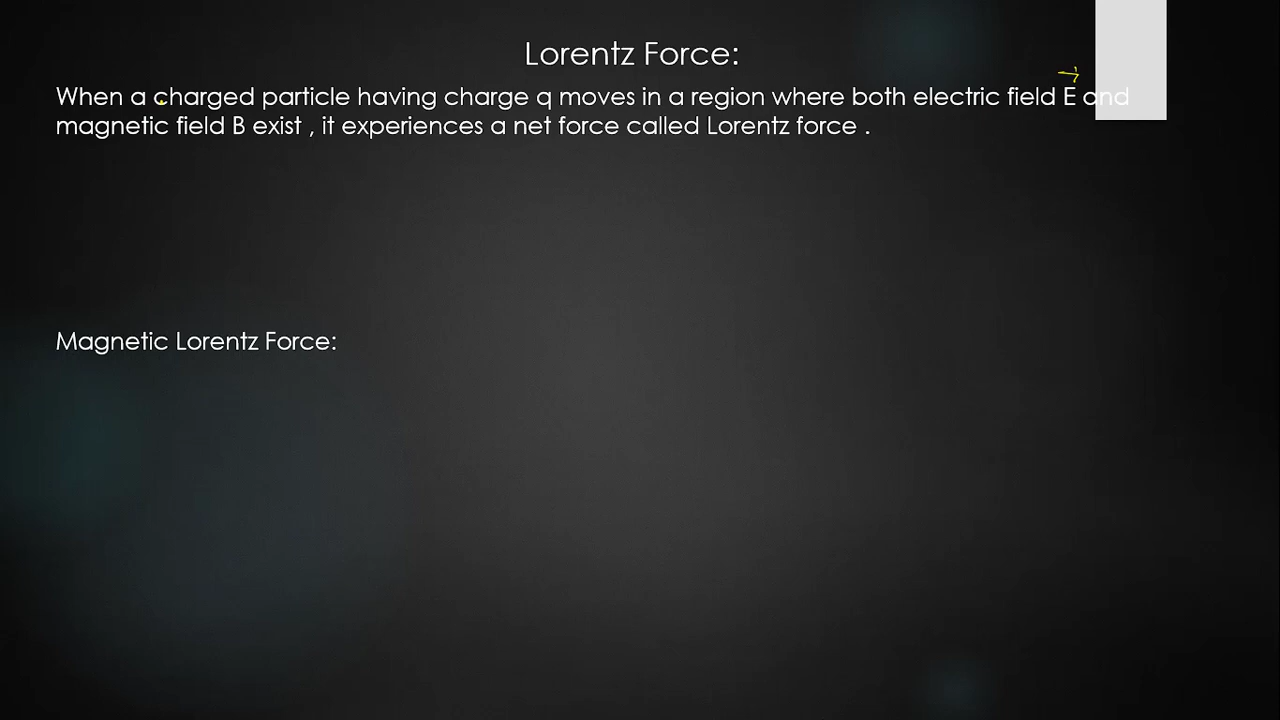 Lorentz Force:
When a charged particle having charge q moves in a region where both electric field E and
magnetic field B exist , it experiences a net force called Lorentz force .
Magnetic Lorentz Force: